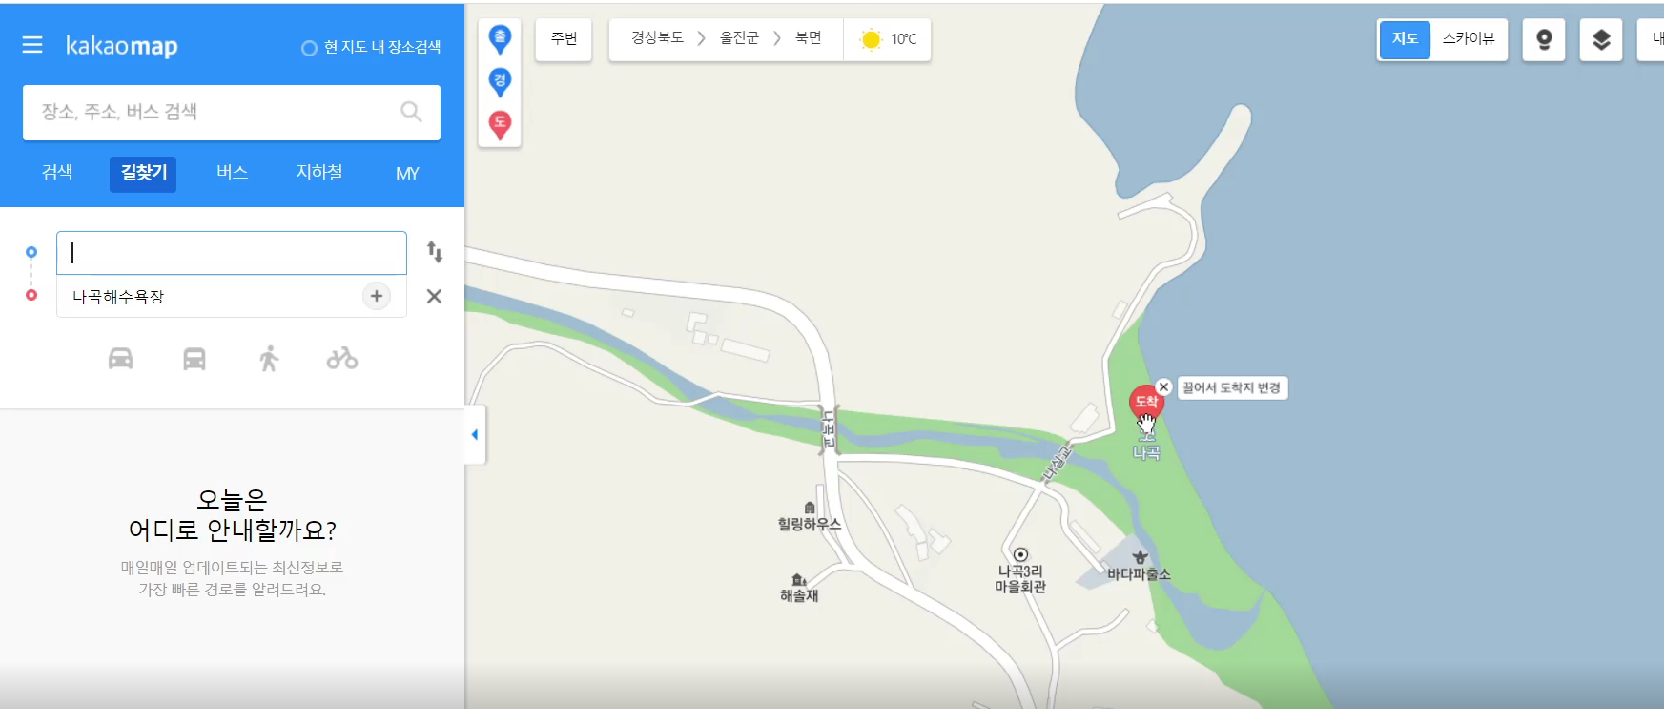 kakaomap
현 지도 내 장소검색
장소, 주소, 버스 검색
검색
길찾기
버스
지하철
MY
나곡해수욕장
오늘은
어디로 안내할까요?
매일매일 업데이트되는 최신정보로
가장 빠른 경로를 알려드려요.
출
경
도
주변
경상북도
울진군
북면
10℃
지도
스카이뷰
내
도착
끌어서 도착지 변경
나곡
나곡교
힐링하우스
해솔재
나곡3리
마을회관
바다파출소